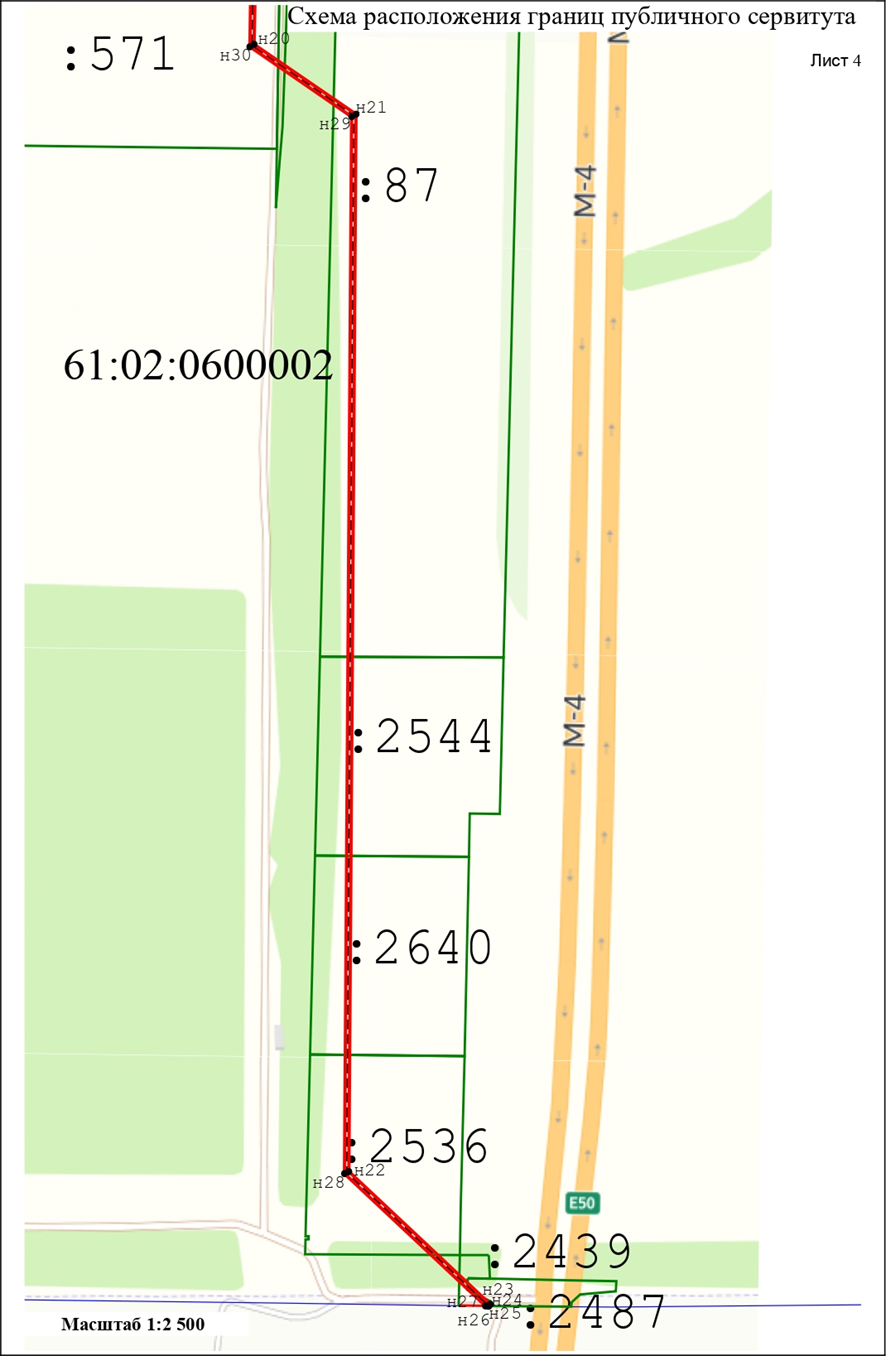 Схема расположения границ публичного сервитута
Лист 4
:571
н20
н30
н21
н29
:87
М-4
61:02:0600002
М-4
:2544
:2640
:2536
н22
н28
E50
:2439
н23
н27
н24
н25
н26
:2487
Масштаб 1:2 500